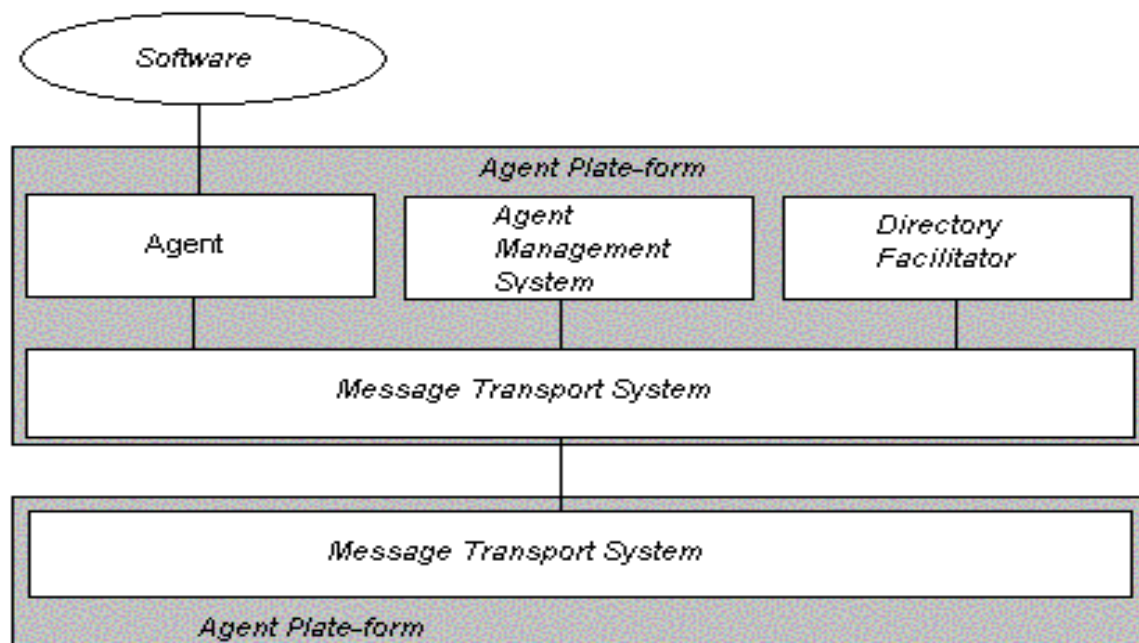 Software
Agent Plate-form
Agent
Agent
Management
System
Directory
Facilitator
Message Transport System
Message Transport System
Agent Plate-form